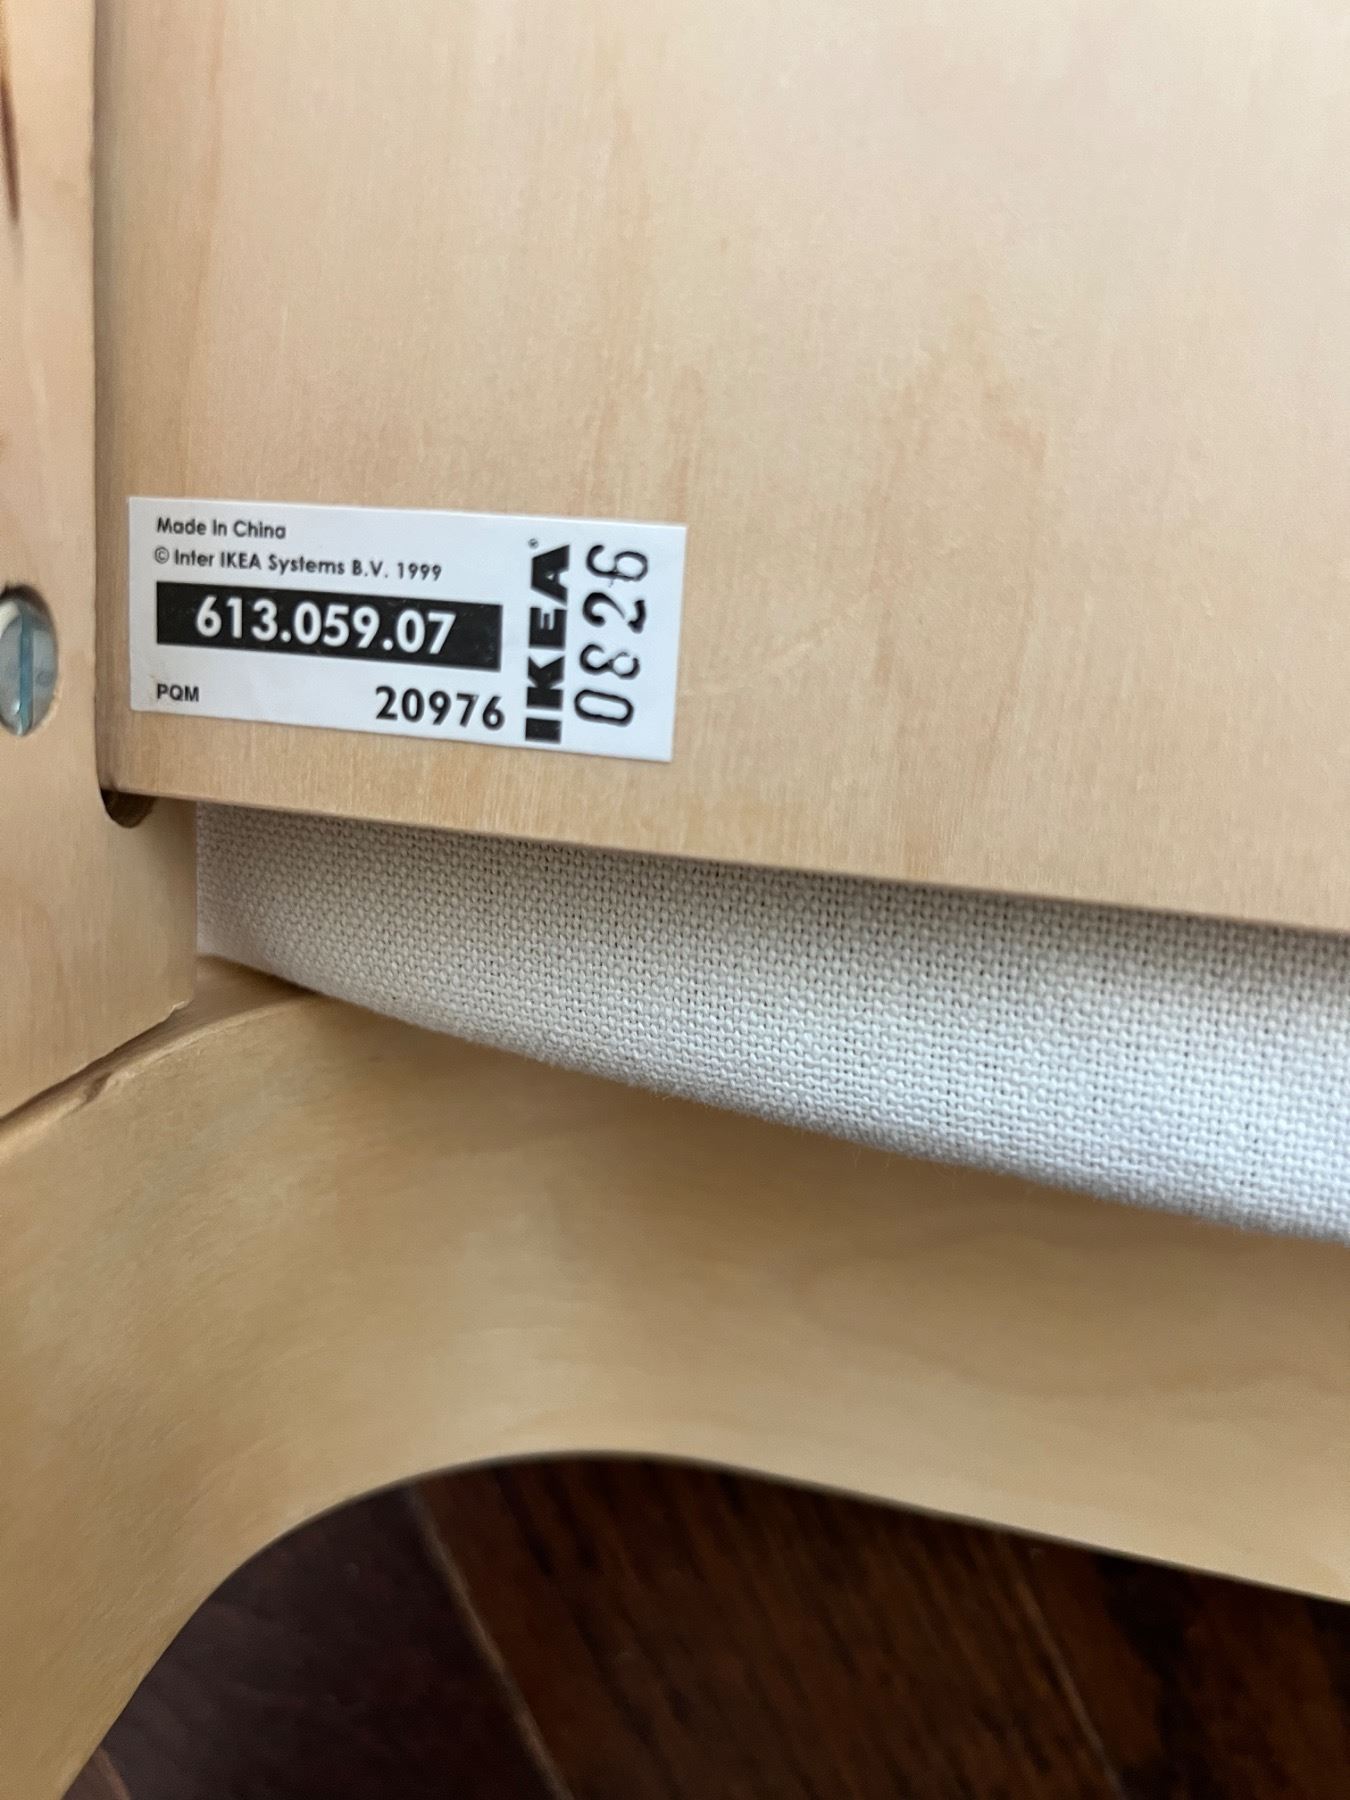 Made in China
© Inter IKEA Systems B.V. 1999
613.059.07
PQM 20976
IKEA®
0826